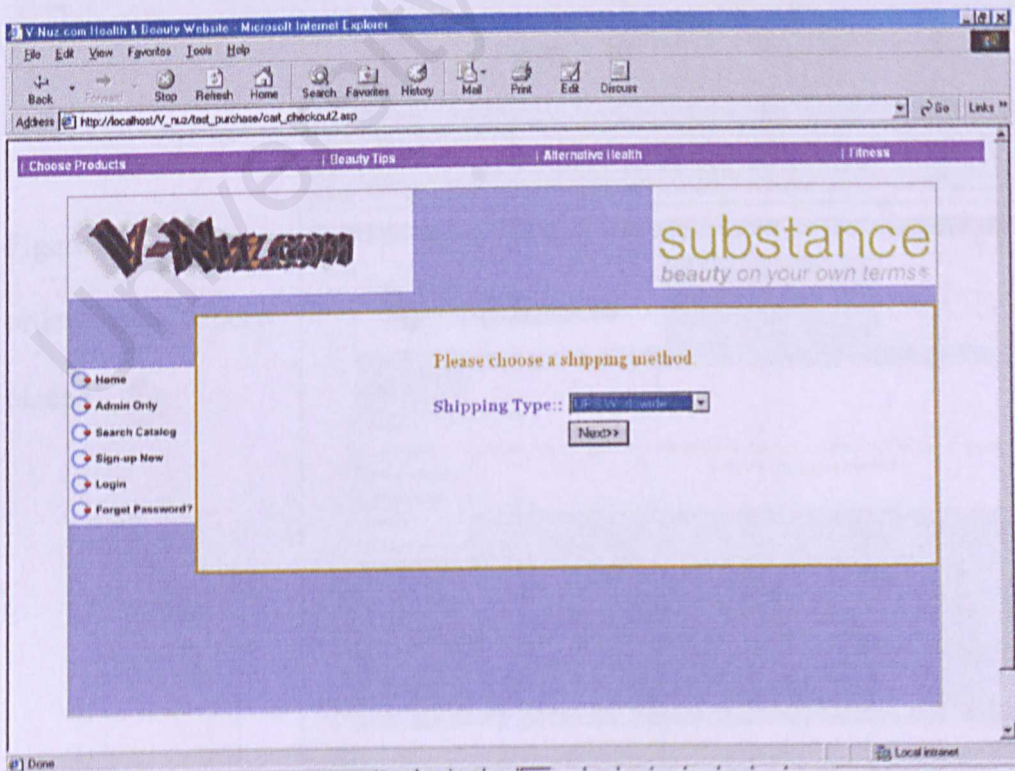 V-Nuz.com Health & Beauty Website - Microsoft Internet Explorer
File Edit View Favorites Tools Help
Back Forward Stop Refresh Home Search Favorites History Mail Print Edit Discuss
Address http://localhost/V_nuz/test_purchase/cart_checkout2.asp Go Links »
| Choose Products | Beauty Tips | Alternative Health | Fitness
V-Nuz.com
substance
beauty on your own terms®
Please choose a shipping method
Shipping Type::
Next>>
Home
Admin Only
Search Catalog
Sign-up New
Login
Forget Password?
Done Local intranet
University